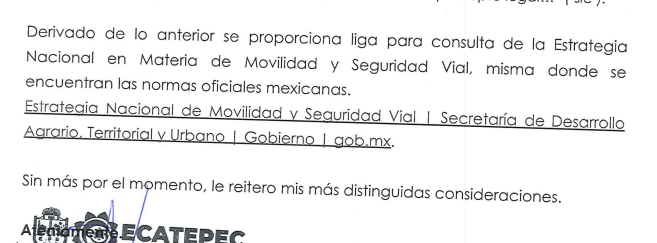 Derivado de lo anterior se proporciona liga para consulta de la Estrategia
Nacional en Materia de Movilidad y Seguridad Vial, misma donde se
encuentran las normas oficiales mexicanas.
Estrategia Nacional de Movilidad y Seguridad Vial | Secretaría de Desarrollo
Agrario, Territorial y Urbano | Gobierno | gob.mx.
Sin más por el momento, le reitero mis más distinguidas consideraciones.
Atentamente.
ECATEPEC